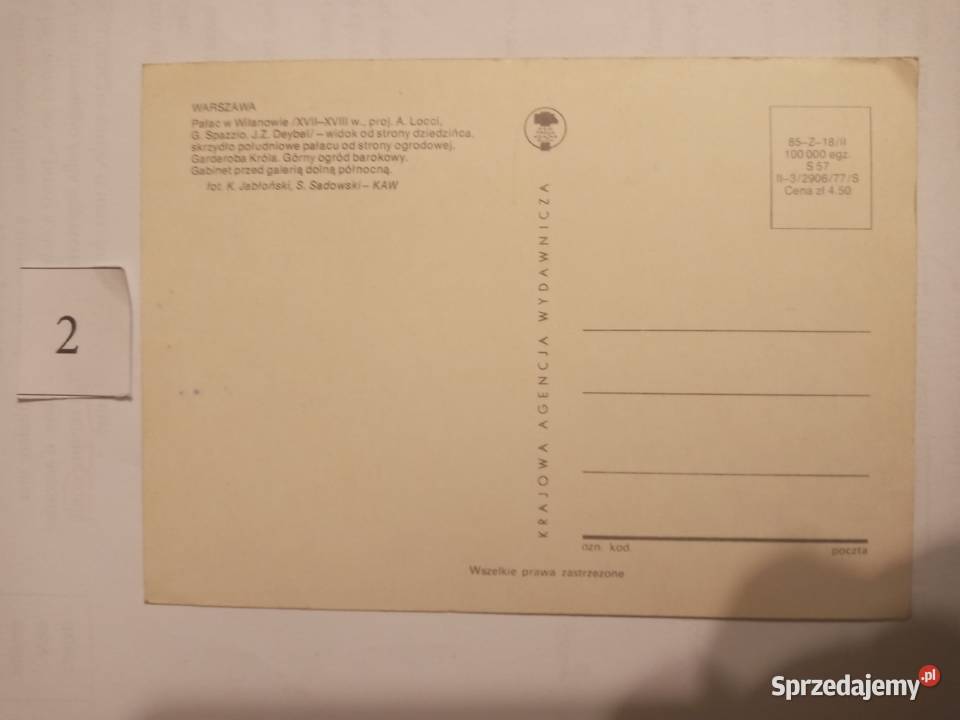 WARSZAWA
Pałac w Wilanowie /XVII–XVIII w., proj. A. Locci,
G. Spazzio, J.Z. Deybel/ – widok od strony dziedzińca,
skrzydło południowe pałacu od strony ogrodowej.
Garderoba Króla. Górny ogród barokowy.
Gabinet przed galerią dolną północną.
fot. K. Jabłoński, S. Sadowski – KAW
KRAJOWA AGENCJA WYDAWNICZA
85–Z–18/II
100 000 egz.
S 57
II–3/2906/77/S
Cena zł 4.50
ozn. kod.
poczta
Wszelkie prawa zastrzeżone
2
Sprzedajemy.pl